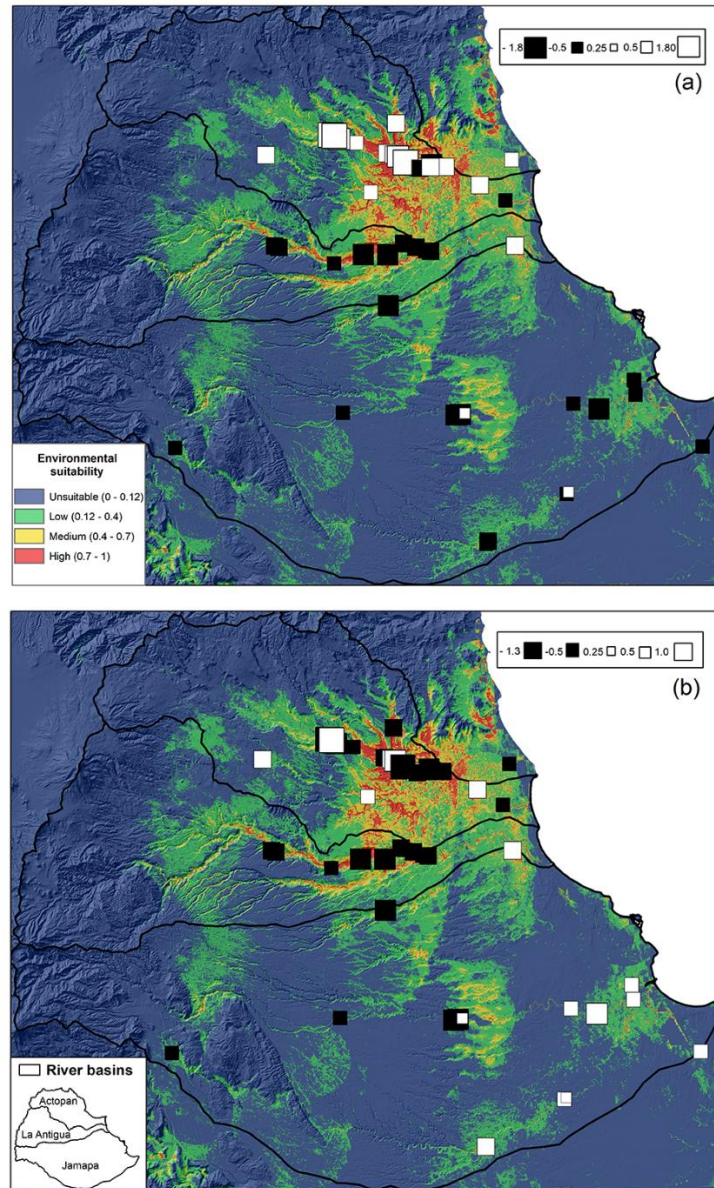 - 1.8 -0.5 0.25 0.5 1.80
(a)
Environmental
suitability
Unsuitable (0 - 0.12)
Low (0.12 - 0.4)
Medium (0.4 - 0.7)
High (0.7 - 1)
- 1.3 -0.5 0.25 0.5 1.0
(b)
River basins
Actopan
La Antigua
Jamapa